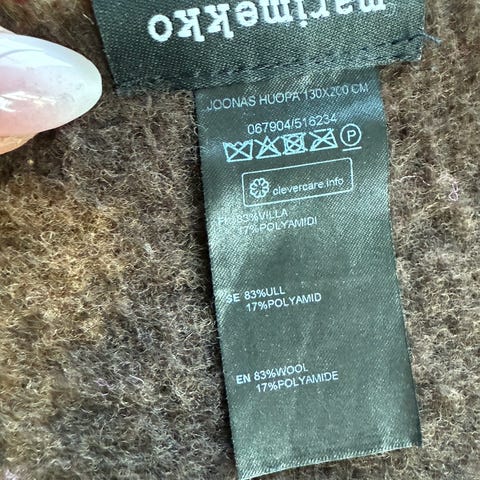 marimekko
JOONAS HUOPA 130X200 CM
067904/516234
P
clevercare.info
FI 83%VILLA
17%POLYAMIDI
SE 83%ULL
17%POLYAMID
EN 83%WOOL
17%POLYAMIDE